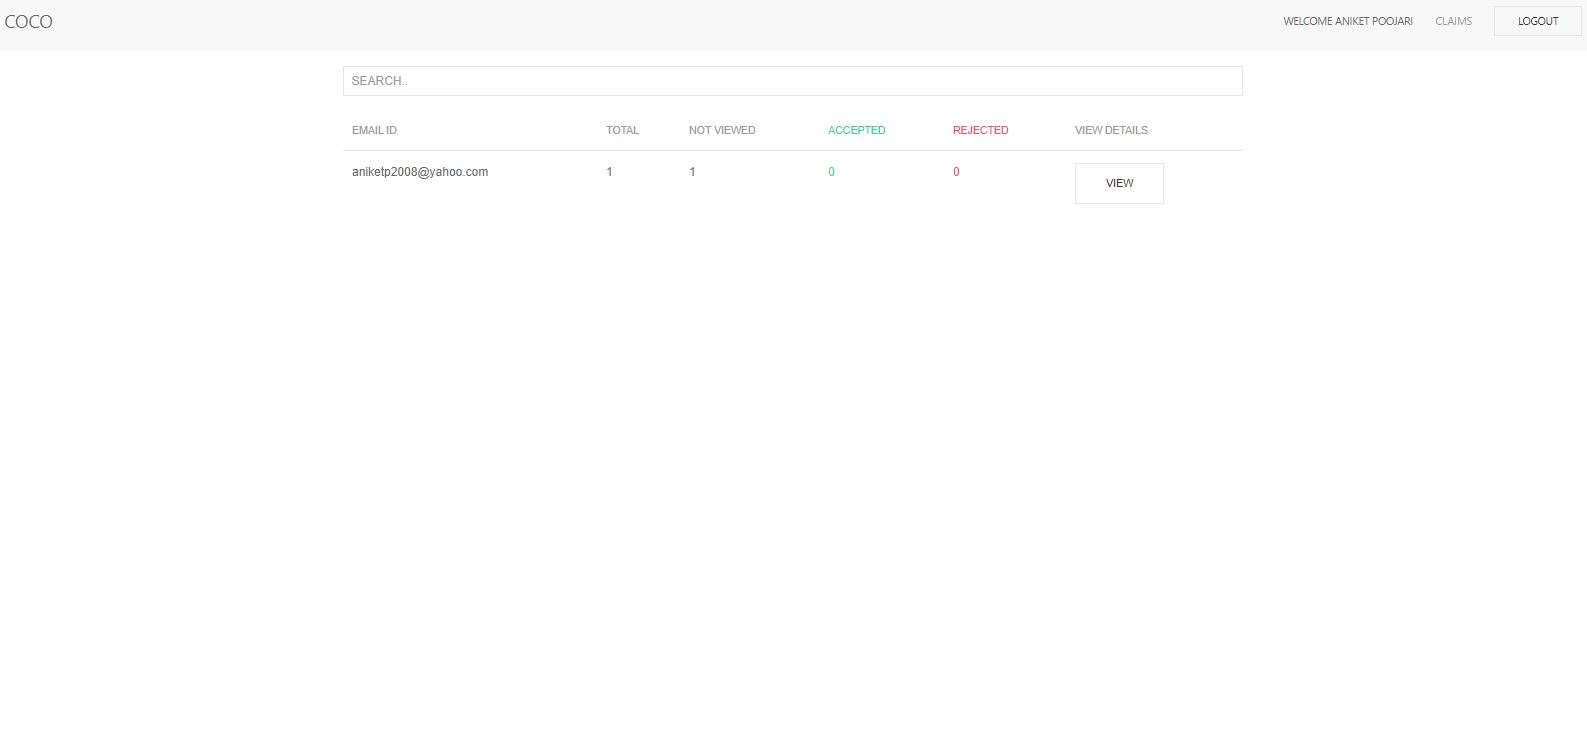 COCO
WELCOME ANIKET POOJARI CLAIMS LOGOUT
SEARCH..
EMAIL ID TOTAL NOT VIEWED ACCEPTED REJECTED VIEW DETAILS
aniketp2008@yahoo.com 1 1 0 0 VIEW